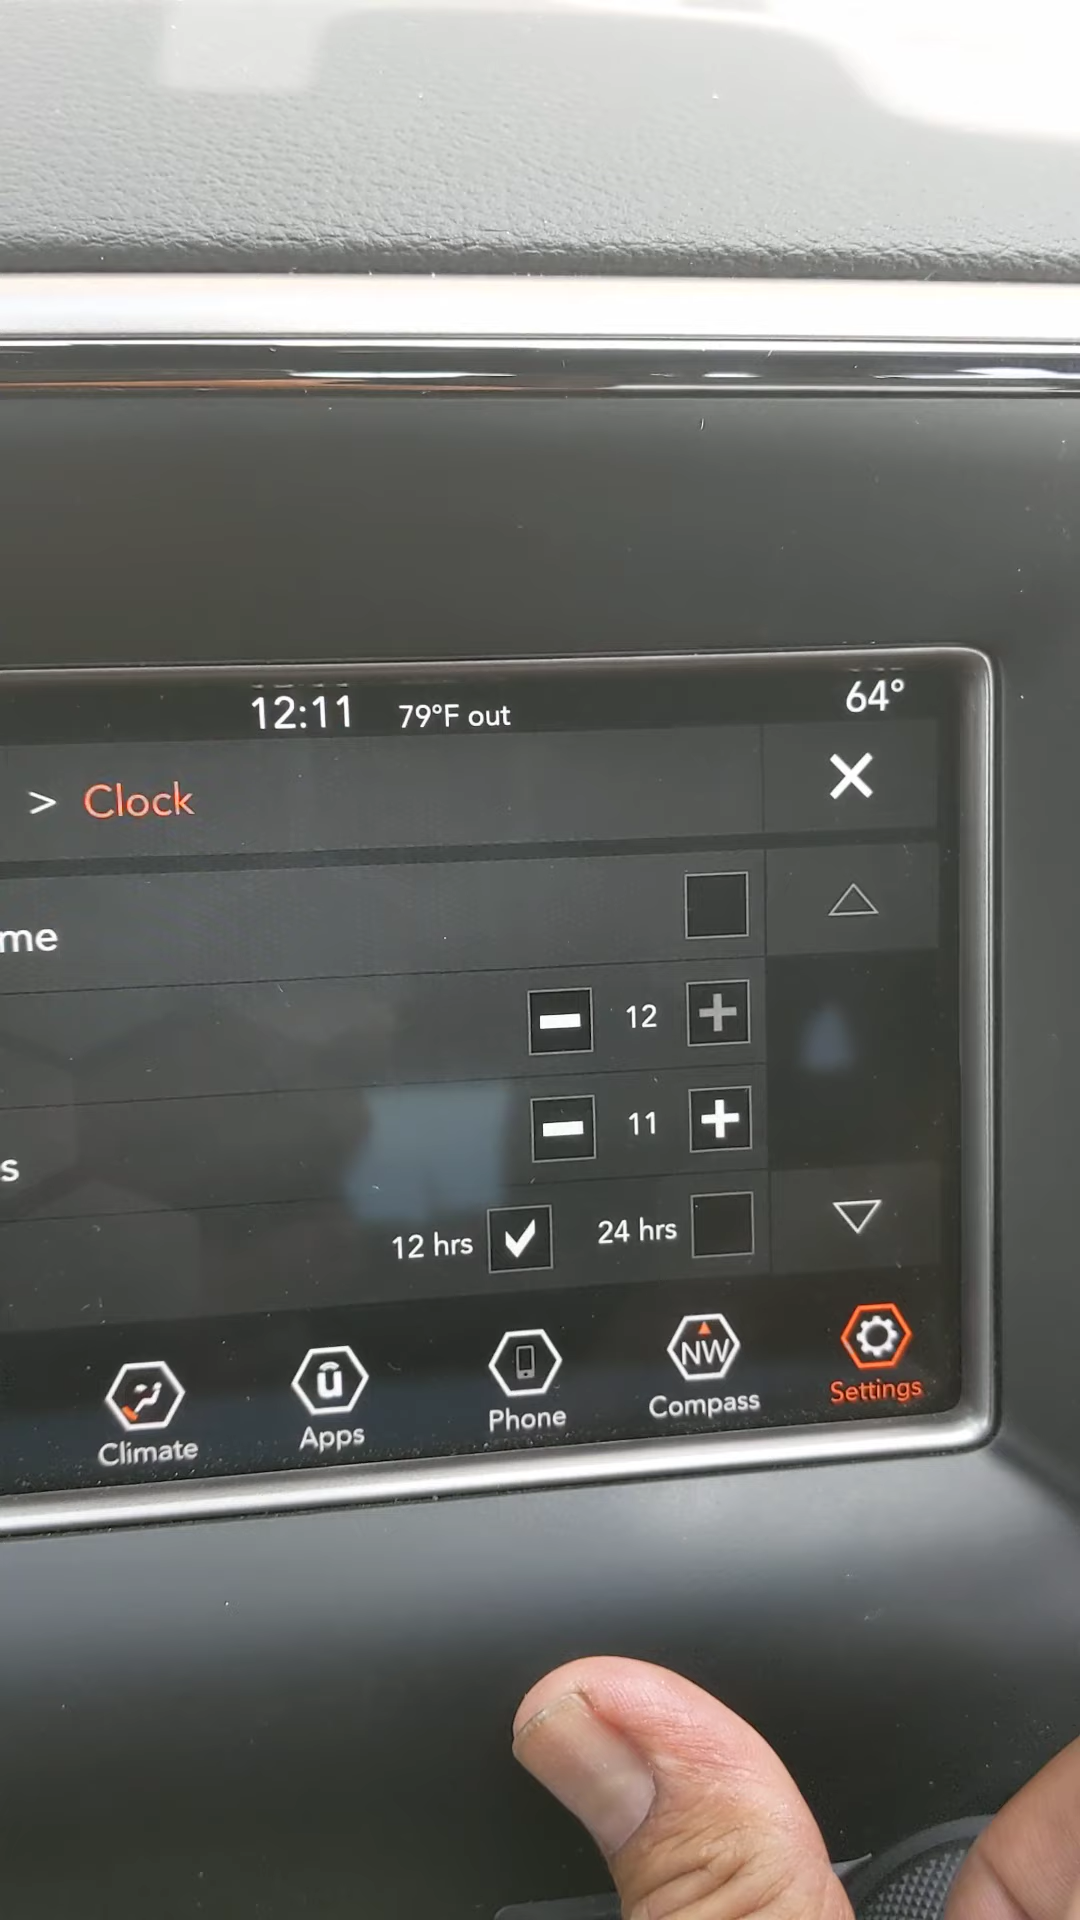 12:11 79°F out 64°
> Clock
me
12
11
s
12 hrs 24 hrs
NW
Climate Apps Phone Compass Settings